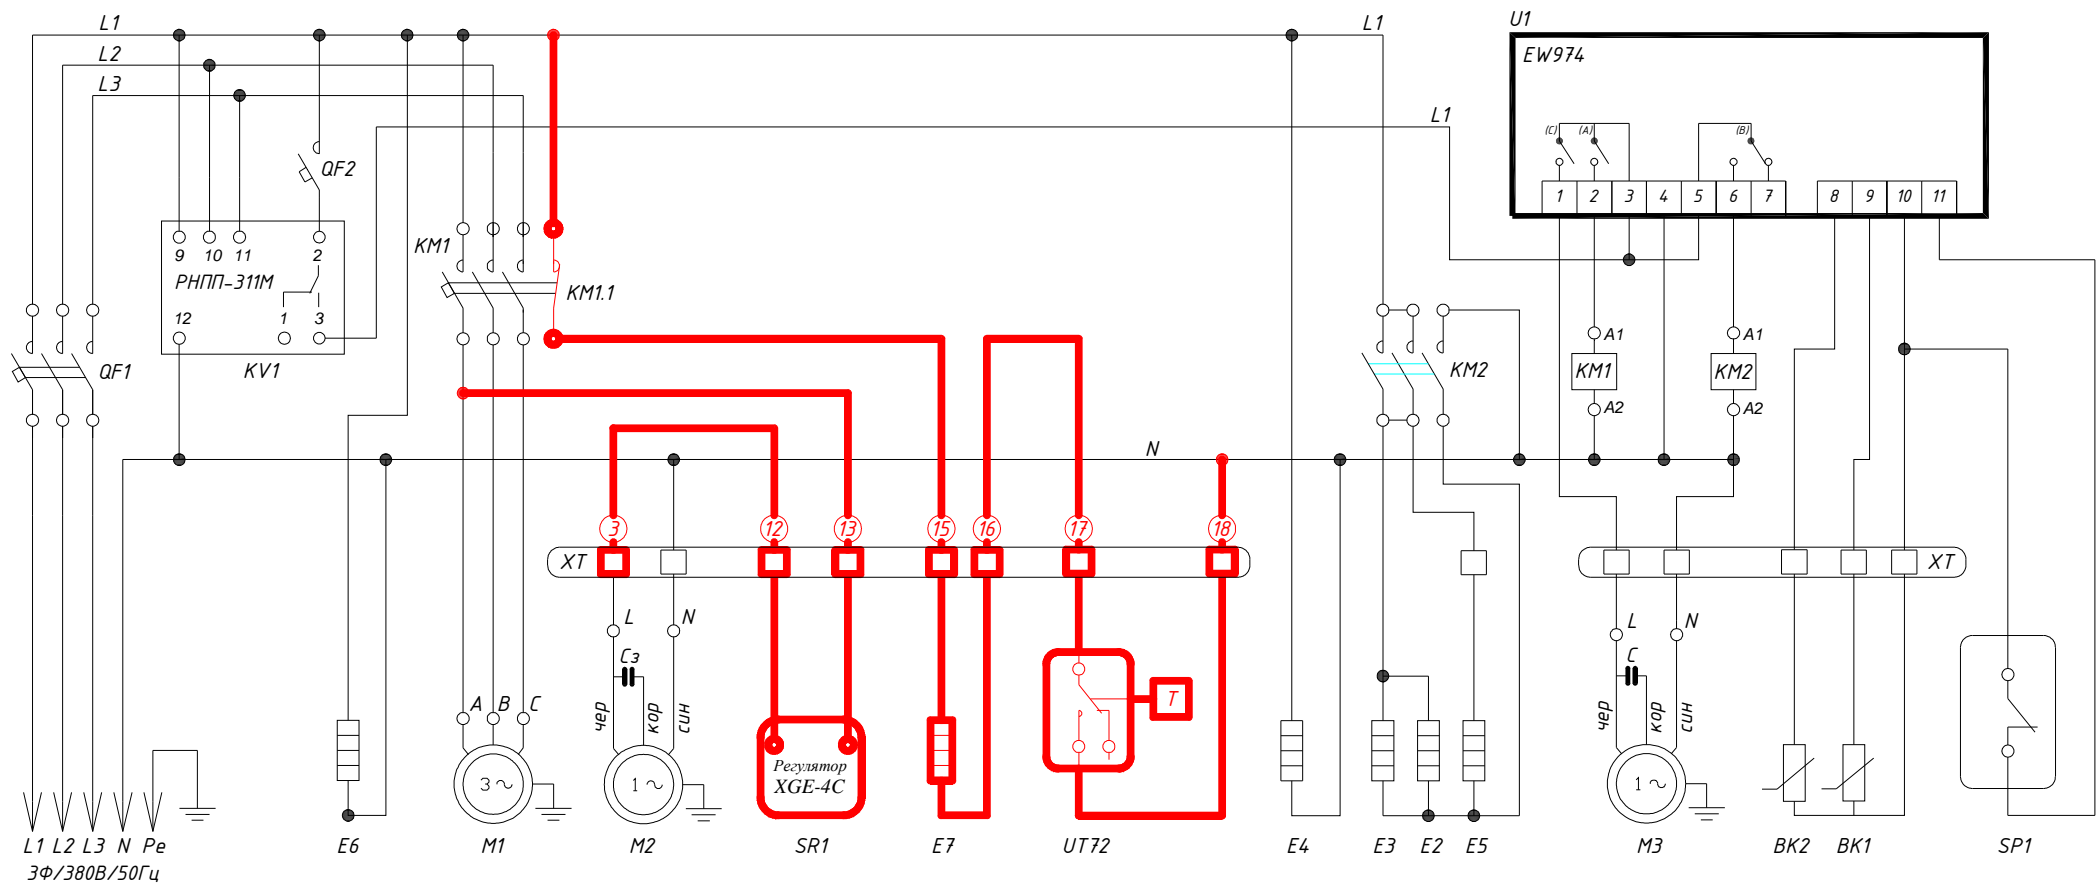 L1
L1
U1
L2
EW974
L3
L1
(C)
(A)
(B)
QF2
1
2
3
4
5
6
7
8
9
10
11
KM1
9
10
11
2
РНПП-311М
KM1.1
12
1
3
A1
A1
QF1
KV1
KM2
KM1
KM2
A2
A2
N
3
12
13
15
16
17
18
XT
XT
L
N
L
N
Сз
C
T
A
B
C
чер
кор
син
чер
кор
син
Регулятор
XGE-4C
3~
1~
1~
L1
L2
L3
N
Pe
E6
M1
M2
SR1
E7
UT72
E4
E3
E2
E5
M3
BK2
BK1
SP1
3Ф/380В/50Гц